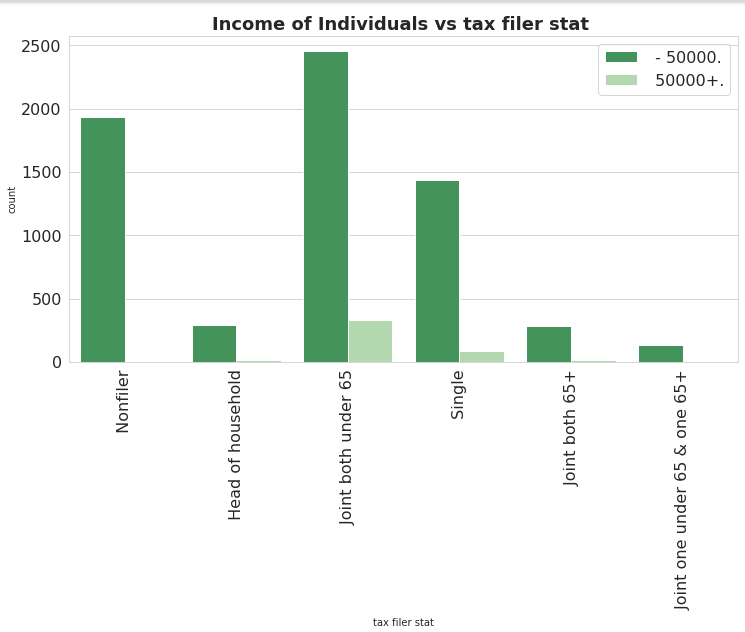 Income of Individuals vs tax filer stat
- 50000.
50000+.
2500
2000
1500
1000
500
0
count
Nonfiler
Head of household
Joint both under 65
Single
Joint both 65+
Joint one under 65 & one 65+
tax filer stat